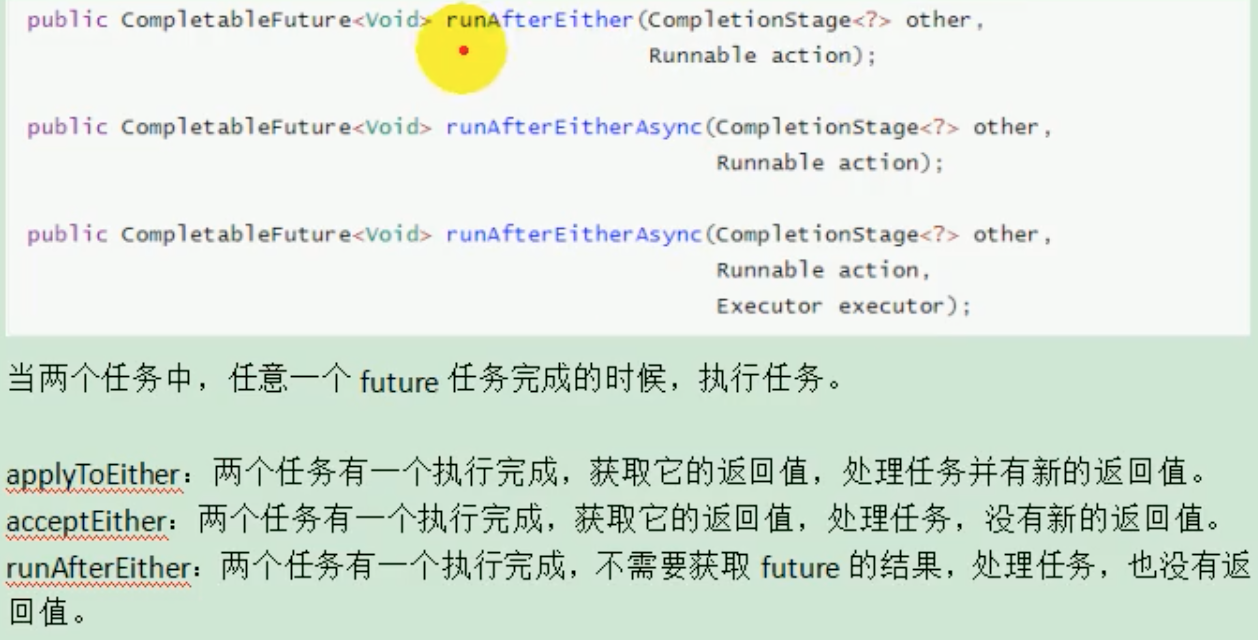 public CompletableFuture<Void> runAfterEither(CompletionStage<?> other,
Runnable action);
public CompletableFuture<Void> runAfterEitherAsync(CompletionStage<?> other,
Runnable action);
public CompletableFuture<Void> runAfterEitherAsync(CompletionStage<?> other,
Runnable action,
Executor executor);
当两个任务中，任意一个 future 任务完成的时候，执行任务。
applyToEither：两个任务有一个执行完成，获取它的返回值，处理任务并有新的返回值。
acceptEither：两个任务有一个执行完成，获取它的返回值，处理任务，没有新的返回值。
runAfterEither：两个任务有一个执行完成，不需要获取 future 的结果，处理任务，也没有返
回值。